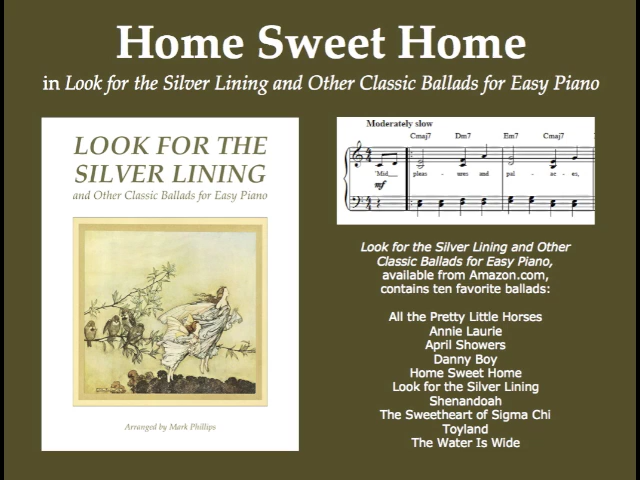 Home Sweet Home
in Look for the Silver Lining and Other Classic Ballads for Easy Piano
LOOK FOR THE
SILVER LINING
and Other Classic Ballads for Easy Piano
Arranged by Mark Phillips
Moderately slow
Cmaj7 Dm7 Em7 Cmaj7
'Mid pleas - ures and pal - ac - es,
mf
Look for the Silver Lining and Other
Classic Ballads for Easy Piano,
available from Amazon.com,
contains ten favorite ballads:
All the Pretty Little Horses
Annie Laurie
April Showers
Danny Boy
Home Sweet Home
Look for the Silver Lining
Shenandoah
The Sweetheart of Sigma Chi
Toyland
The Water Is Wide